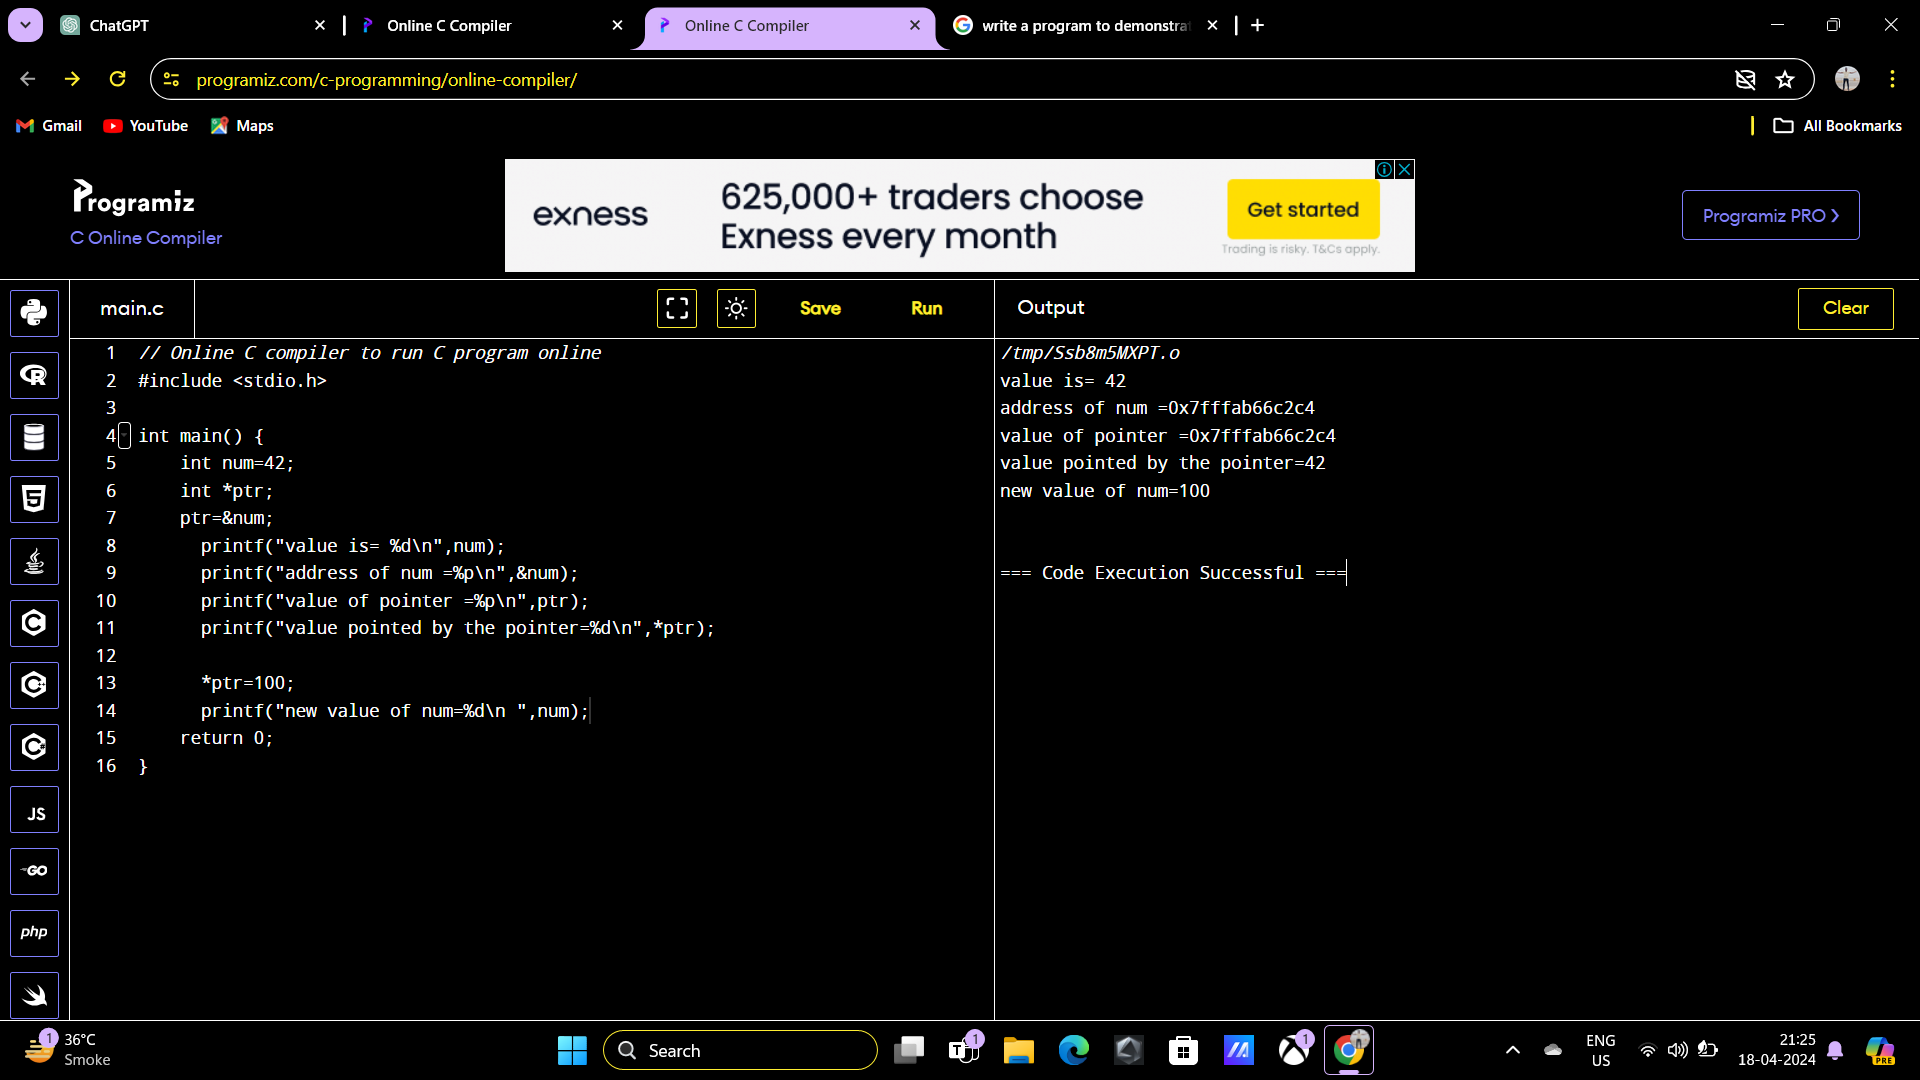 ChatGPT
Online C Compiler
Online C Compiler
write a program to demonstra
programiz.com/c-programming/online-compiler/
Gmail
YouTube
Maps
All Bookmarks
Programiz
C Online Compiler
exness
625,000+ traders choose
Exness every month
Get started
Trading is risky. T&Cs apply.
Programiz PRO
main.c
Save
Run
Output
Clear
1 // Online C compiler to run C program online
2 #include <stdio.h>
3
4 int main() {
5 int num=42;
6 int *ptr;
7 ptr=&num;
8 printf("value is= %d\n",num);
9 printf("address of num =%p\n",&num);
10 printf("value of pointer =%p\n",ptr);
11 printf("value pointed by the pointer=%d\n",*ptr);
12
13 *ptr=100;
14 printf("new value of num=%d\n ",num);
15 return 0;
16 }
/tmp/Ssb8m5MXPT.o
value is= 42
address of num =0x7fffab66c2c4
value of pointer =0x7fffab66c2c4
value pointed by the pointer=42
new value of num=100
=== Code Execution Successful ===
R
5
C
C
C
JS
GO
php
1
36°C
Smoke
Search
T
1
1
ENG
US
21:25
18-04-2024
PRE